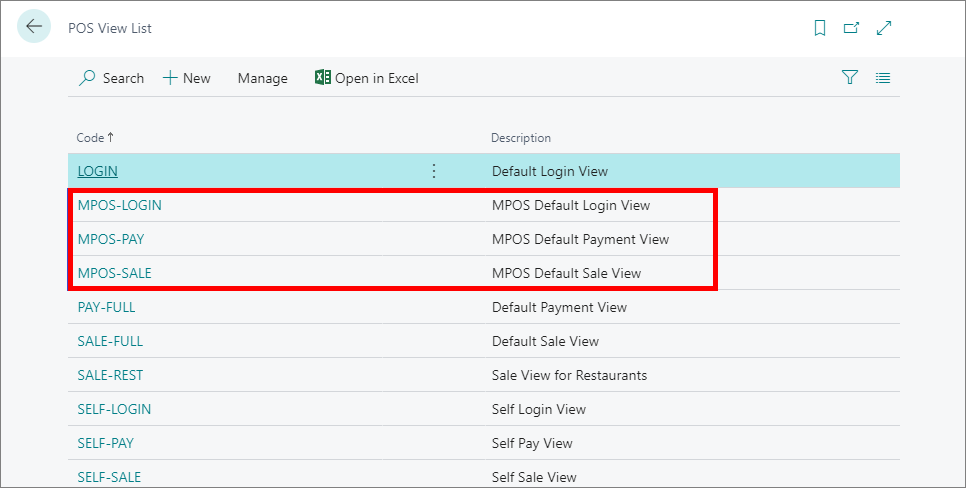 POS View List
Search New Manage Open in Excel
Code↑ Description
LOGIN Default Login View
MPOS-LOGIN MPOS Default Login View
MPOS-PAY MPOS Default Payment View
MPOS-SALE MPOS Default Sale View
PAY-FULL Default Payment View
SALE-FULL Default Sale View
SALE-REST Sale View for Restaurants
SELF-LOGIN Self Login View
SELF-PAY Self Pay View
SELF-SALE Self Sale View